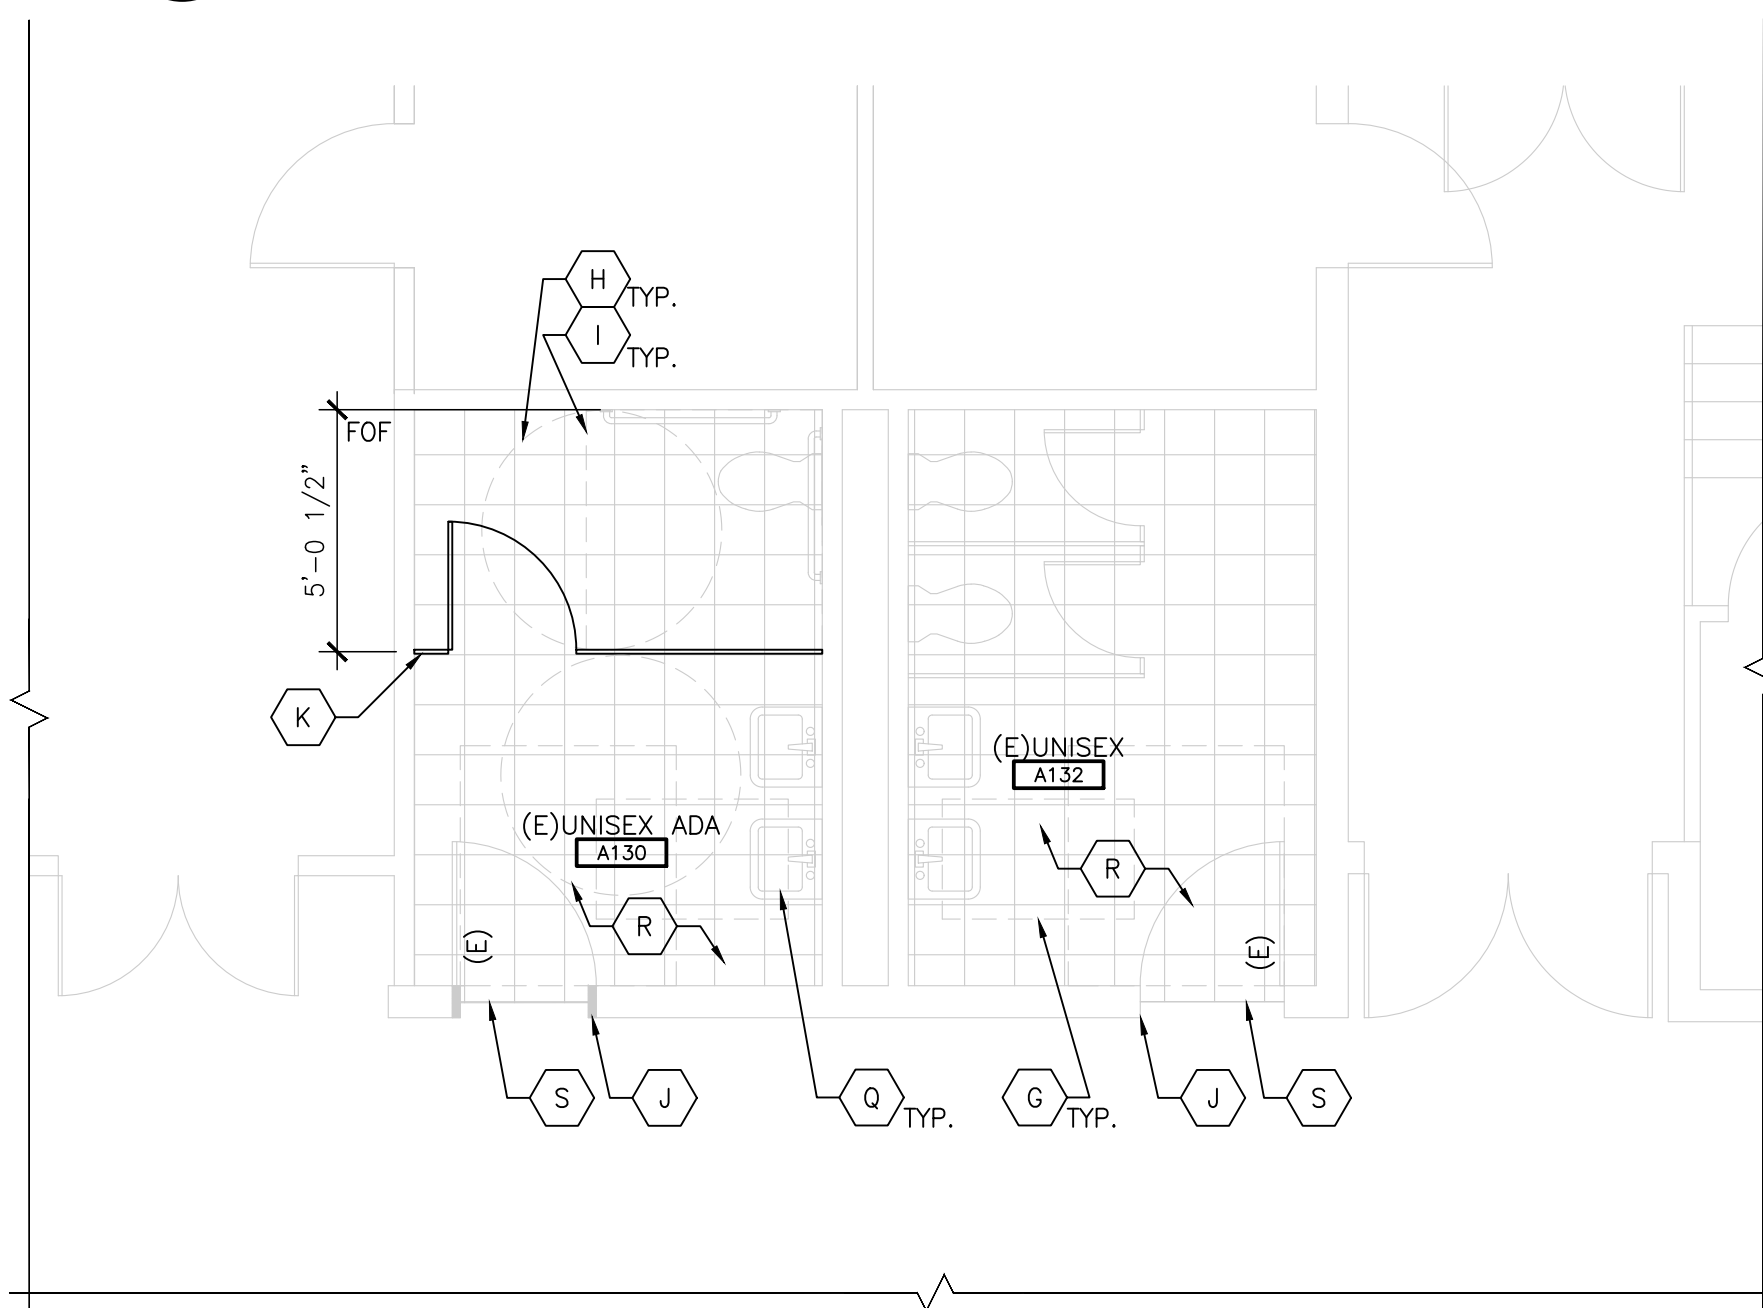 H
TYP.
I
TYP.
FOF
5'-0 1/2"
K
(E)UNISEX
A132
(E)UNISEX ADA
A130
R
R
(E)
(E)
S
J
Q
TYP.
G
TYP.
J
S